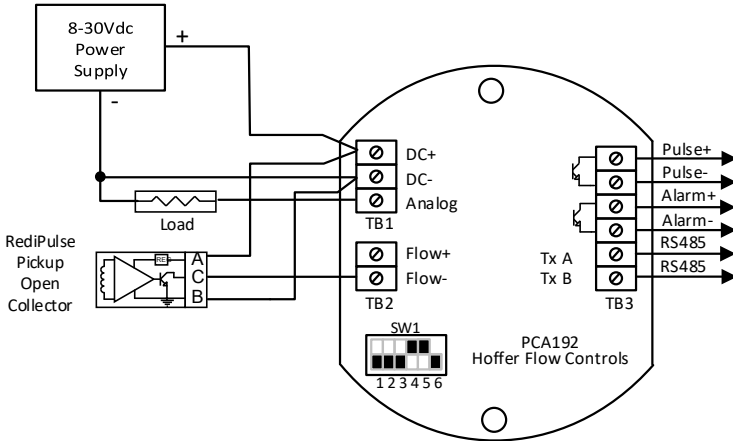 8-30Vdc
Power
Supply
+
-
DC+
DC-
Analog
TB1
Load
RediPulse
Pickup
Open
Collector
A
C
B
Flow+
Flow-
TB2
SW1
1 2 3 4 5 6
Pulse+
Pulse-
Alarm+
Alarm-
RS485
RS485
Tx A
Tx B
TB3
PCA192
Hoffer Flow Controls